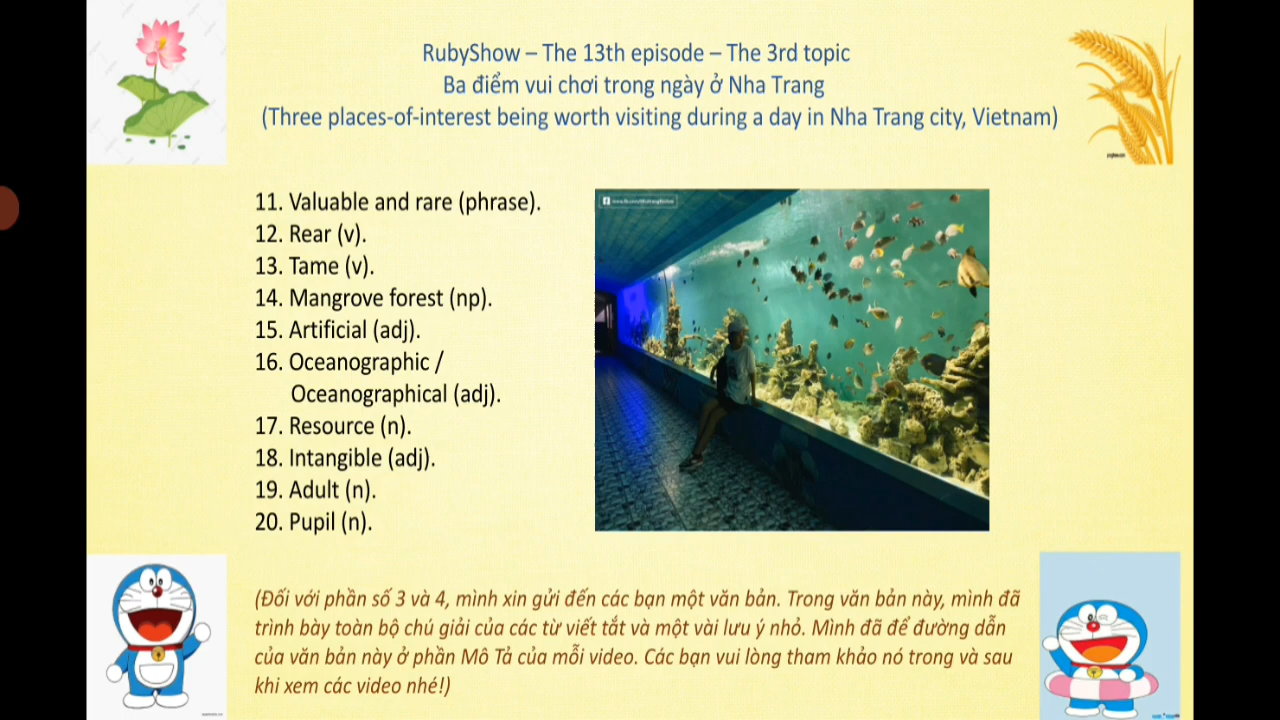 RubyShow – The 13th episode – The 3rd topic
Ba điểm vui chơi trong ngày ở Nha Trang
(Three places-of-interest being worth visiting during a day in Nha Trang city, Vietnam)
11. Valuable and rare (phrase).
12. Rear (v).
13. Tame (v).
14. Mangrove forest (np).
15. Artificial (adj).
16. Oceanographic /
Oceanographical (adj).
17. Resource (n).
18. Intangible (adj).
19. Adult (n).
20. Pupil (n).
(Đối với phần số 3 và 4, mình xin gửi đến các bạn một văn bản. Trong văn bản này, mình đã
trình bày toàn bộ chú giải của các từ viết tắt và một vài lưu ý nhỏ. Mình đã để đường dẫn
của văn bản này ở phần Mô Tả của mỗi video. Các bạn vui lòng tham khảo nó trong và sau
khi xem các video nhé!)